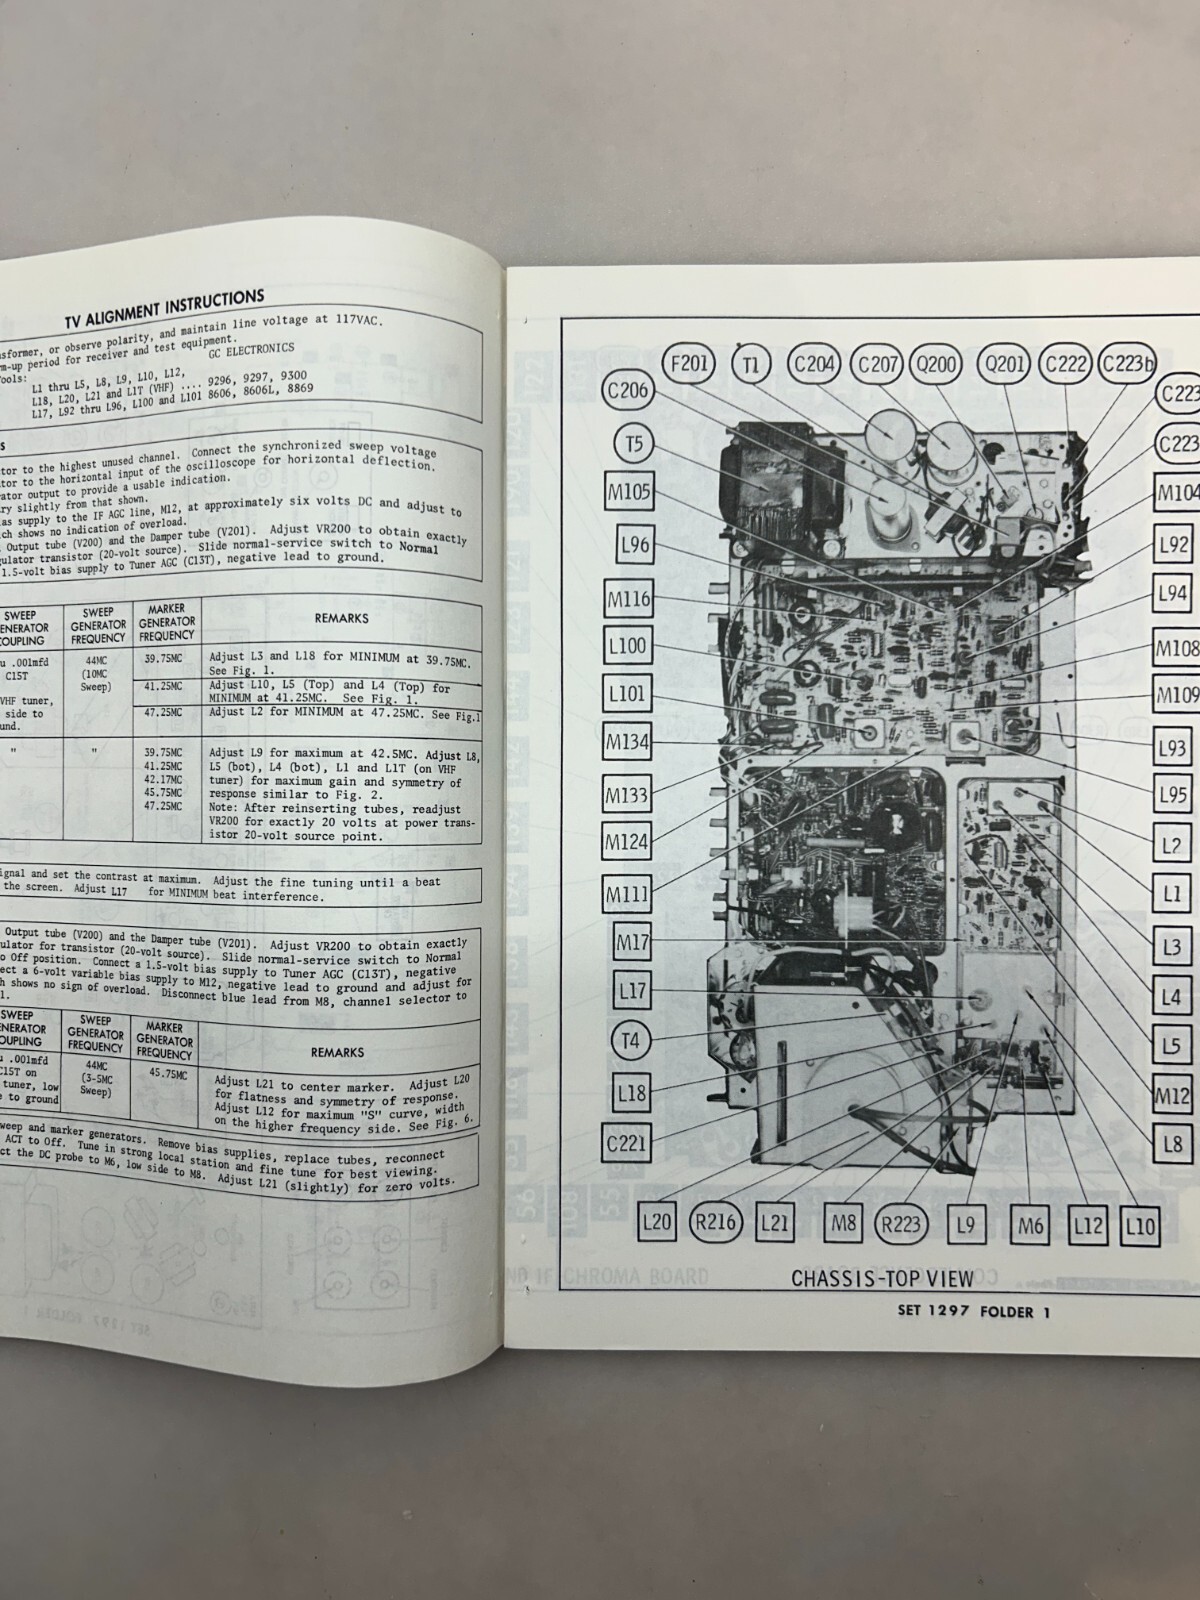 TV ALIGNMENT INSTRUCTIONS
sformer, or observe polarity, and maintain line voltage at 117VAC.
m-up period for receiver and test equipment.
ools: GC ELECTRONICS
L1 thru L5, L8, L9, L10, L12,
L18, L20, L21 and L1T (VHF) .... 9296, 9297, 9300
L17, L92 thru L96, L100 and L101 8606, 8606L, 8869
s
tor to the highest unused channel. Connect the synchronized sweep voltage
tor to the horizontal input of the oscilloscope for horizontal deflection.
rator output to provide a usable indication.
ry slightly from that shown.
as supply to the IF AGC line, M12, at approximately six volts DC and adjust to
ch shows no indication of overload.
Output tube (V200) and the Damper tube (V201). Adjust VR200 to obtain exactly
gulator transistor (20-volt source). Slide normal-service switch to Normal
1.5-volt bias supply to Tuner AGC (C13T), negative lead to ground.
SWEEP
ENERATOR
COUPLING
SWEEP
GENERATOR
FREQUENCY
MARKER
GENERATOR
FREQUENCY
REMARKS
u .001mfd
C15T
VHF tuner,
side to
und.
44MC
(10MC
Sweep)
39.75MC
Adjust L3 and L18 for MINIMUM at 39.75MC.
See Fig. 1.
41.25MC
Adjust L10, L5 (Top) and L4 (Top) for
MINIMUM at 41.25MC. See Fig. 1.
47.25MC
Adjust L2 for MINIMUM at 47.25MC. See Fig.1
"
"
39.75MC
41.25MC
42.17MC
45.75MC
47.25MC
Adjust L9 for maximum at 42.5MC. Adjust L8,
L5 (bot), L4 (bot), L1 and L1T (on VHF
tuner) for maximum gain and symmetry of
response similar to Fig. 2.
Note: After reinserting tubes, readjust
VR200 for exactly 20 volts at power trans-
istor 20-volt source point.
ignal and set the contrast at maximum. Adjust the fine tuning until a beat
the screen. Adjust L17 for MINIMUM beat interference.
Output tube (V200) and the Damper tube (V201). Adjust VR200 to obtain exactly
ulator for transistor (20-volt source). Slide normal-service switch to Normal
o Off position. Connect a 1.5-volt bias supply to Tuner AGC (C13T), negative
ect a 6-volt variable bias supply to M12, negative lead to ground and adjust for
h shows no sign of overload. Disconnect blue lead from M8, channel selector to
l.
SWEEP
ENERATOR
OUPLING
SWEEP
GENERATOR
FREQUENCY
MARKER
GENERATOR
FREQUENCY
REMARKS
u .001mfd
C15T on
tuner, low
e to ground
44MC
(3-5MC
Sweep)
45.75MC
Adjust L21 to center marker. Adjust L20
for flatness and symmetry of response.
Adjust L12 for maximum "S" curve, width
on the higher frequency side. See Fig. 6.
weep and marker generators. Remove bias supplies, replace tubes, reconnect
ACT to Off. Tune in strong local station and fine tune for best viewing.
ct the DC probe to M6, low side to M8. Adjust L21 (slightly) for zero volts.
F201 T1 C204 C207 Q200 Q201 C222 C223b
C206
C223
T5
C223
M105
M104
L96
L92
M116
L94
L100
M108
L101
M109
M134
L93
M133
L95
M124
L2
M111
L1
M17
L3
L17
L4
T4
L5
L18
M12
C221
L8
L20 R216 L21 M8 R223 L9 M6 L12 L10
CHASSIS-TOP VIEW
SET 1297 FOLDER 1